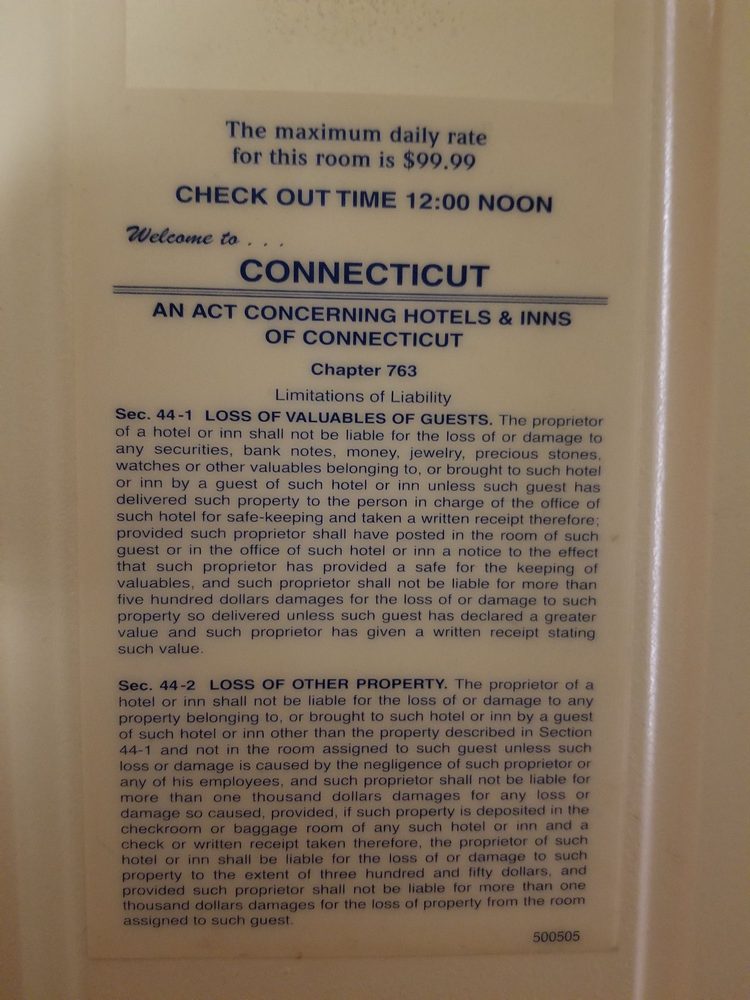 The maximum daily rate
for this room is $99.99
CHECK OUT TIME 12:00 NOON
Welcome to . . .
CONNECTICUT
AN ACT CONCERNING HOTELS & INNS
OF CONNECTICUT
Chapter 763
Limitations of Liability
Sec. 44-1 LOSS OF VALUABLES OF GUESTS. The proprietor
of a hotel or inn shall not be liable for the loss of or damage to
any securities, bank notes, money, jewelry, precious stones,
watches or other valuables belonging to, or brought to such hotel
or inn by a guest of such hotel or inn unless such guest has
delivered such property to the person in charge of the office of
such hotel for safe-keeping and taken a written receipt therefore;
provided such proprietor shall have posted in the room of such
guest or in the office of such hotel or inn a notice to the effect
that such proprietor has provided a safe for the keeping of
valuables, and such proprietor shall not be liable for more than
five hundred dollars damages for the loss of or damage to such
property so delivered unless such guest has declared a greater
value and such proprietor has given a written receipt stating
such value.
Sec. 44-2 LOSS OF OTHER PROPERTY. The proprietor of a
hotel or inn shall not be liable for the loss of or damage to any
property belonging to, or brought to such hotel or inn by a guest
of such hotel or inn other than the property described in Section
44-1 and not in the room assigned to such guest unless such
loss or damage is caused by the negligence of such proprietor or
any of his employees, and such proprietor shall not be liable for
more than one thousand dollars damages for any loss or
damage so caused, provided, if such property is deposited in the
checkroom or baggage room of any such hotel or inn and a
check or written receipt taken therefore, the proprietor of such
hotel or inn shall be liable for the loss of or damage to such
property to the extent of three hundred and fifty dollars, and
provided such proprietor shall not be liable for more than one
thousand dollars damages for the loss of property from the room
assigned to such guest.
500505